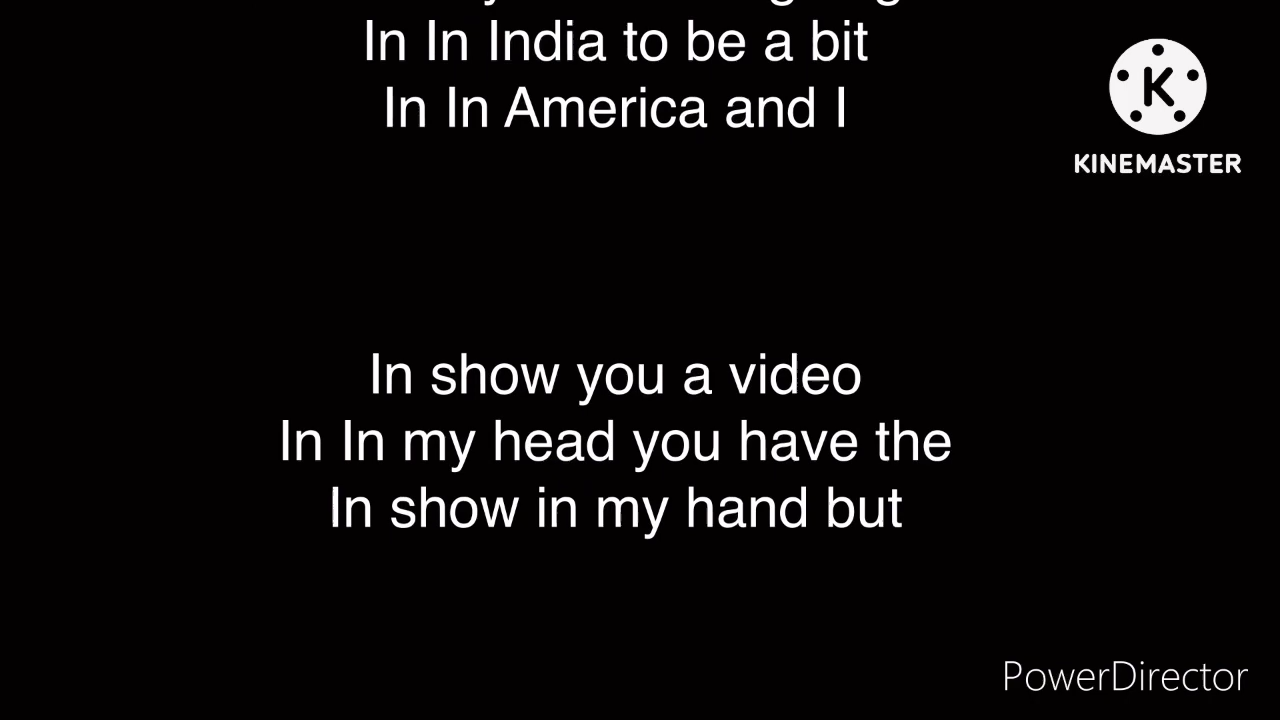 In In India to be a bit
In In America and I
K
KINEMASTER
In show you a video
In In my head you have the
In show in my hand but
PowerDirector